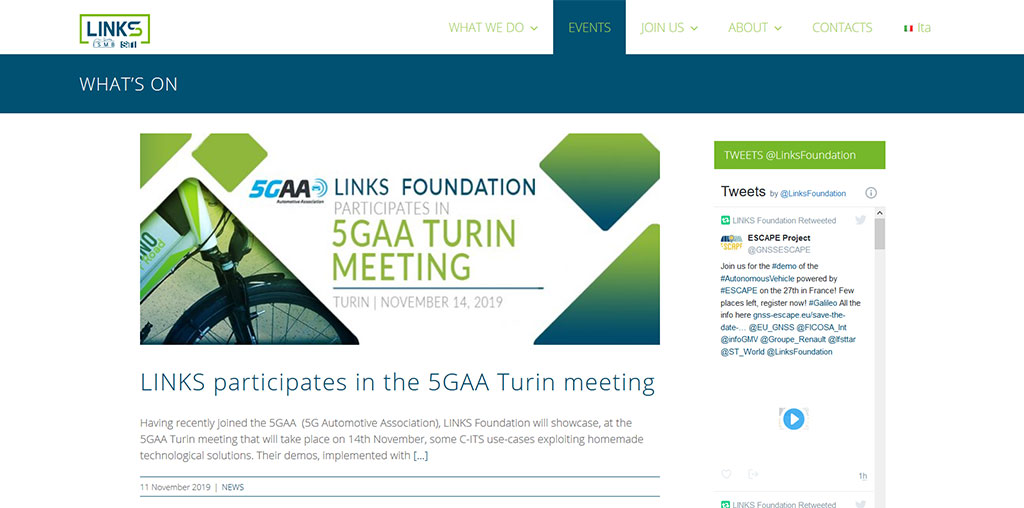 LINKS
WHAT WE DO
EVENTS
JOIN US
ABOUT
CONTACTS
Ita
WHAT'S ON
5GAA
Automotive Association
LINKS FOUNDATION
PARTICIPATES IN
5GAA TURIN
MEETING
TURIN | NOVEMBER 14, 2019
LINKS participates in the 5GAA Turin meeting
Having recently joined the 5GAA (5G Automotive Association), LINKS Foundation will showcase, at the
5GAA Turin meeting that will take place on 14th November, some C-ITS use-cases exploiting homemade
technological solutions. Their demos, implemented with [...]
11 November 2019 | NEWS
TWEETS @LinksFoundation
Tweets by @LinksFoundation
LINKS Foundation Retweeted
ESCAPE Project
@GNSSESCAPE
Join us for the #demo of the
#AutonomousVehicle powered by
#ESCAPE on the 27th in France! Few
places left, register now! #Galileo All the
info here gnss-escape.eu/save-the-
date-… @EU_GNSS @FICOSA_Int
@infoGMV @Groupe_Renault @Ifsttar
@ST_World @LinksFoundation
1h
LINKS Foundation Retweeted